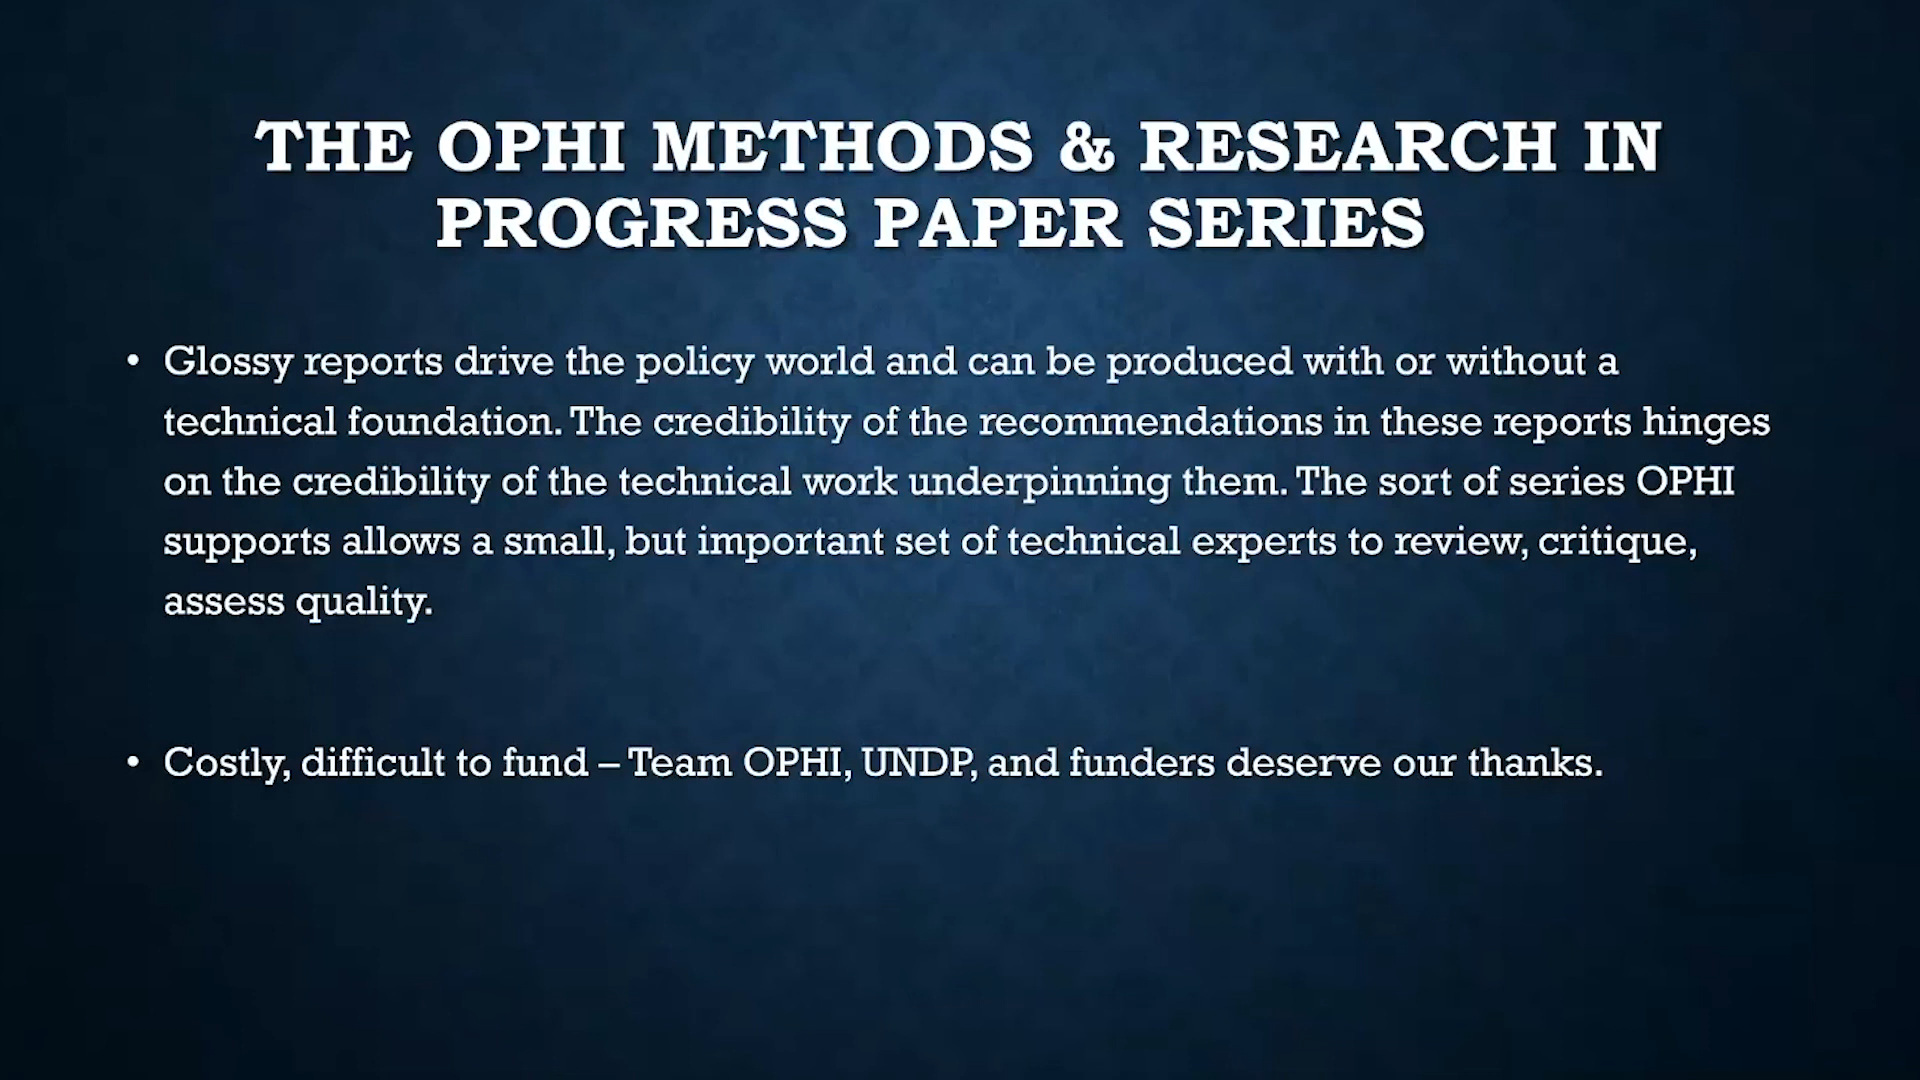 THE OPHI METHODS & RESEARCH IN
PROGRESS PAPER SERIES
• Glossy reports drive the policy world and can be produced with or without a
technical foundation. The credibility of the recommendations in these reports hinges
on the credibility of the technical work underpinning them. The sort of series OPHI
supports allows a small, but important set of technical experts to review, critique,
assess quality.
• Costly, difficult to fund – Team OPHI, UNDP, and funders deserve our thanks.